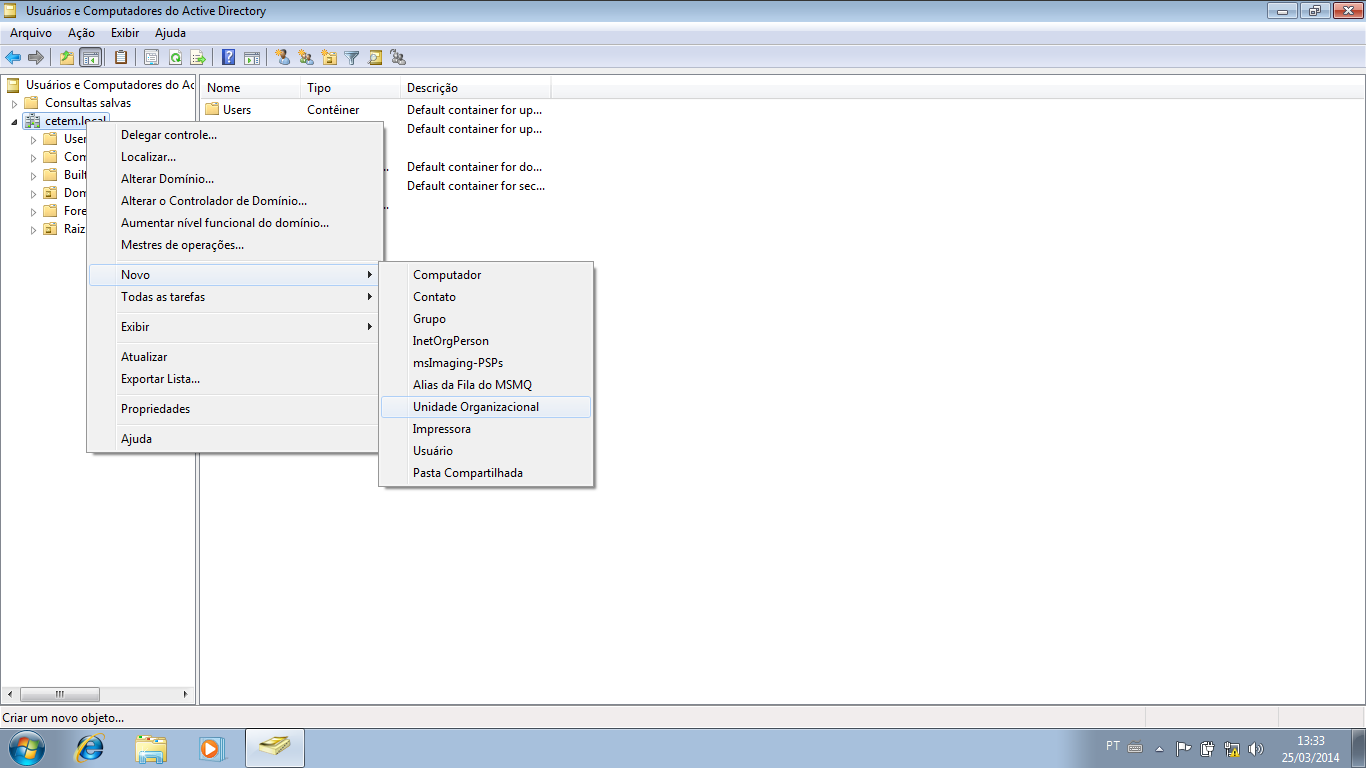 Usuários e Computadores do Active Directory
Arquivo Ação Exibir Ajuda
Usuários e Computadores do Ac
Consultas salvas
cetem.local
User
Com
Built
Dom
Fore
Raiz
Nome Tipo Descrição
Users Contêiner Default container for up...
Default container for up...
Default container for do...
Default container for sec...
Delegar controle...
Localizar...
Alterar Domínio...
Alterar o Controlador de Domínio...
Aumentar nível funcional do domínio...
Mestres de operações...
Novo
Todas as tarefas
Exibir
Atualizar
Exportar Lista...
Propriedades
Ajuda
Computador
Contato
Grupo
InetOrgPerson
msImaging-PSPs
Alias da Fila do MSMQ
Unidade Organizacional
Impressora
Usuário
Pasta Compartilhada
Criar um novo objeto...
PT
13:33
25/03/2014